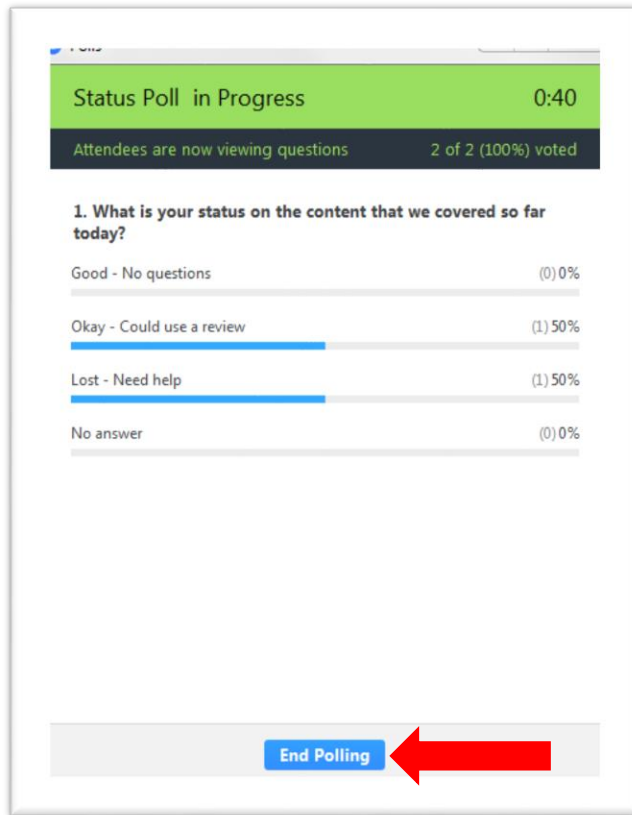 Polls
Status Poll in Progress 0:40
Attendees are now viewing questions 2 of 2 (100%) voted
1. What is your status on the content that we covered so far
today?
Good - No questions (0) 0%
Okay - Could use a review (1) 50%
Lost - Need help (1) 50%
No answer (0) 0%
End Polling